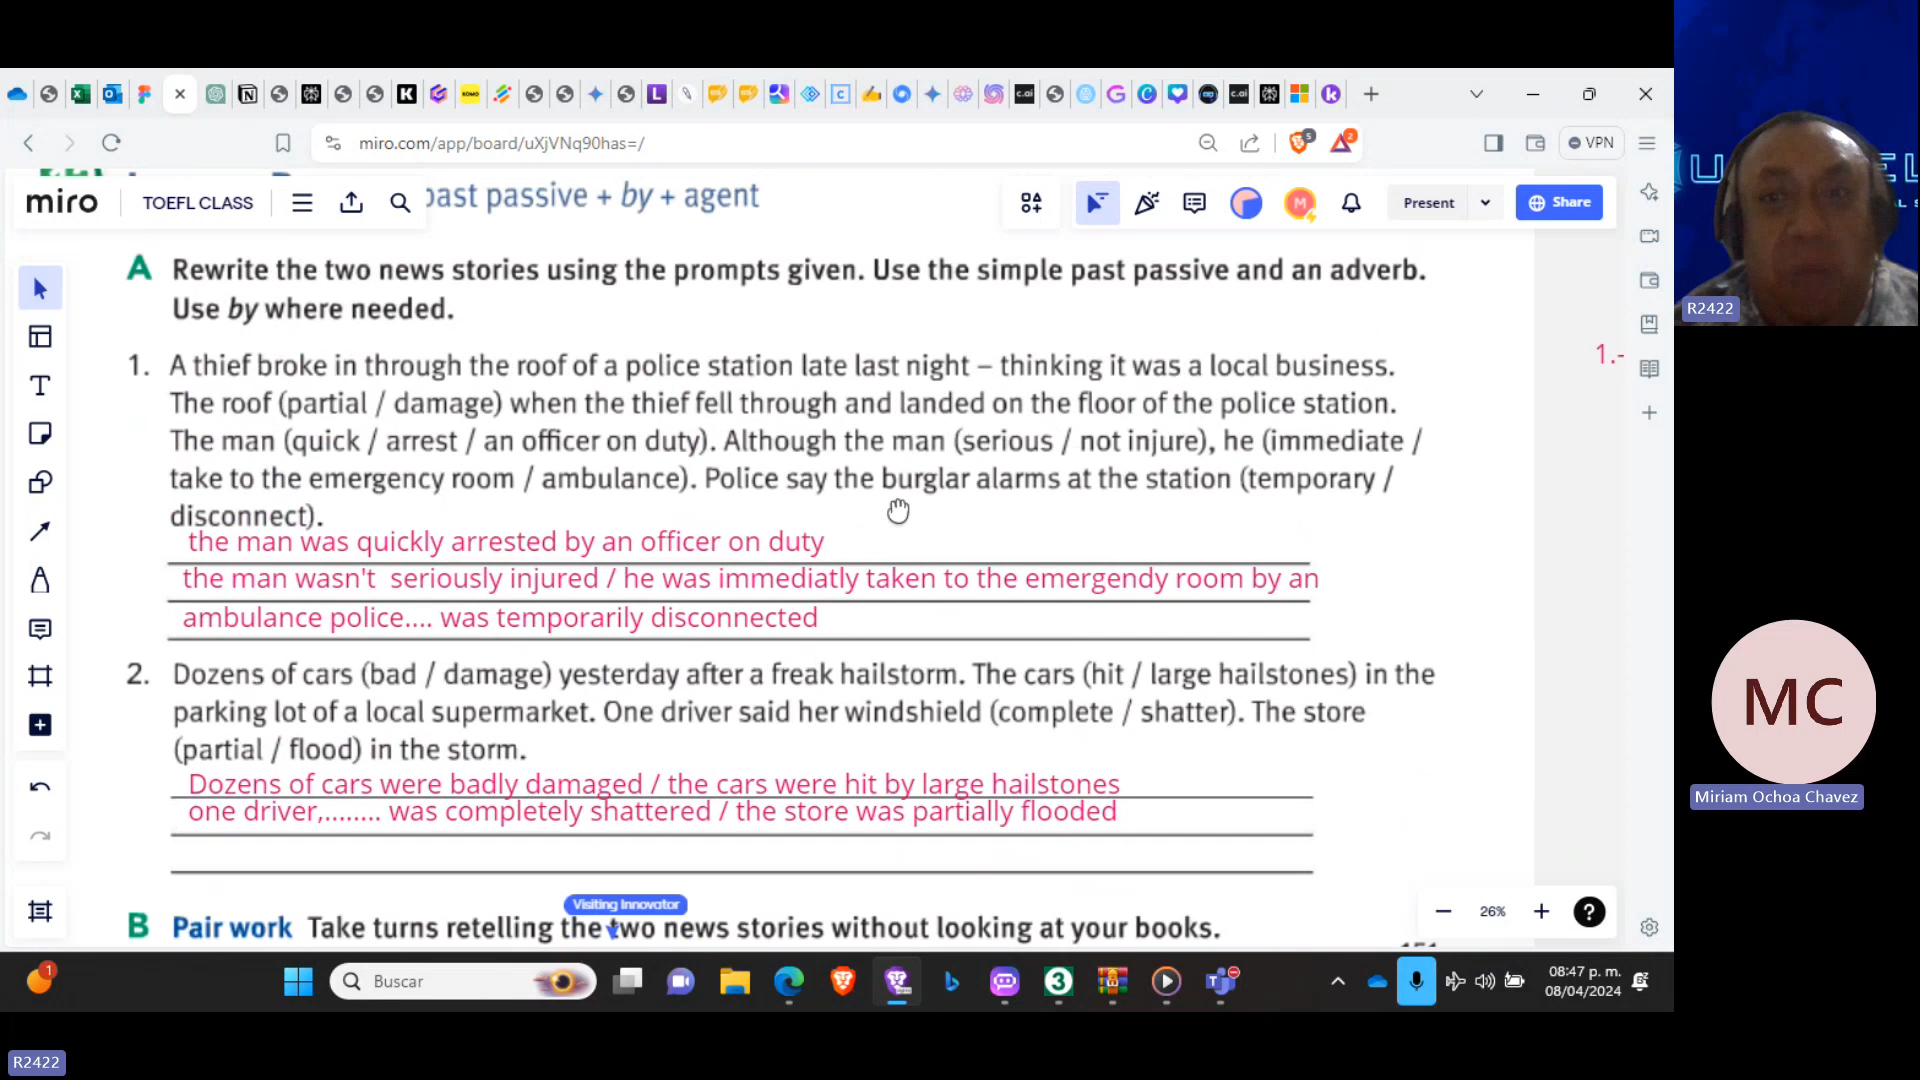 miro.com/app/board/uXjVNq90has=/
VPN
miro
TOEFL CLASS
past passive + by + agent
Present
Share
A Rewrite the two news stories using the prompts given. Use the simple past passive and an adverb.
Use by where needed.
1. A thief broke in through the roof of a police station late last night – thinking it was a local business.
The roof (partial / damage) when the thief fell through and landed on the floor of the police station.
The man (quick / arrest / an officer on duty). Although the man (serious / not injure), he (immediate /
take to the emergency room / ambulance). Police say the burglar alarms at the station (temporary /
disconnect).
the man was quickly arrested by an officer on duty
the man wasn't seriously injured / he was immediatly taken to the emergendy room by an
ambulance police.... was temporarily disconnected
1.-
2. Dozens of cars (bad / damage) yesterday after a freak hailstorm. The cars (hit / large hailstones) in the
parking lot of a local supermarket. One driver said her windshield (complete / shatter). The store
(partial / flood) in the storm.
Dozens of cars were badly damaged / the cars were hit by large hailstones
one driver,........ was completely shattered / the store was partially flooded
Visiting Innovator
B Pair work Take turns retelling the two news stories without looking at your books.
26%
Buscar
08:47 p. m.
08/04/2024
R2422
MC
Miriam Ochoa Chavez
R2422